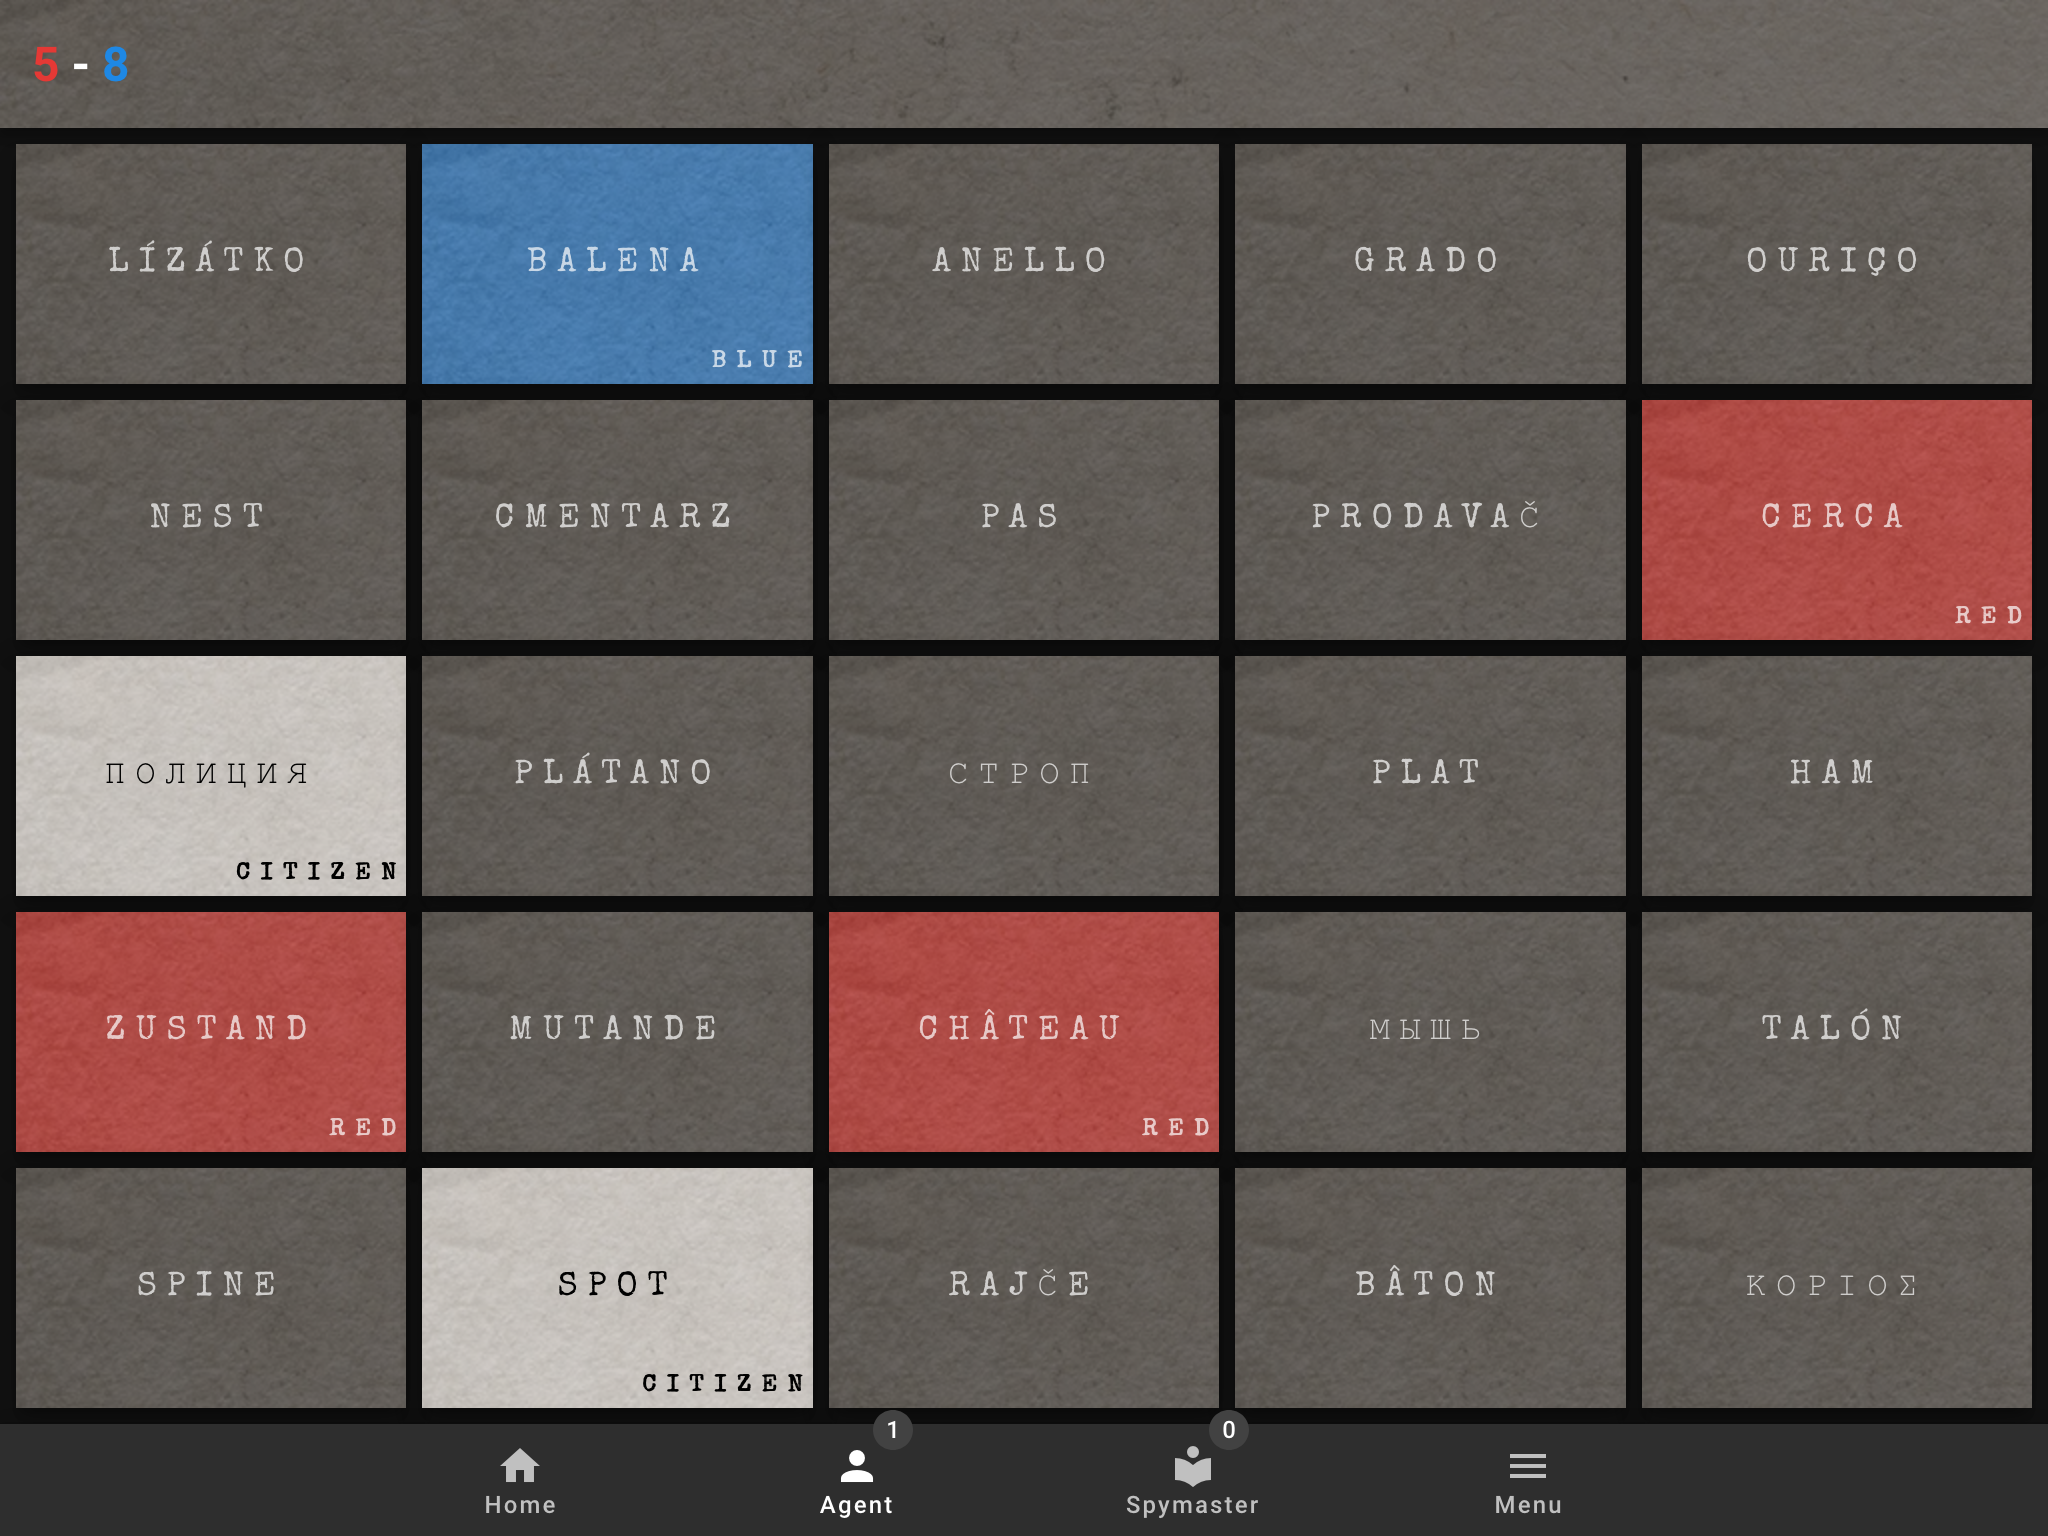 5 - 8
LÍZÁTKO
BALENA
BLUE
ANELLO
GRADO
OURIÇO
NEST
CMENTARZ
PAS
PRODAVAČ
CERCA
RED
ПОЛИЦИЯ
CITIZEN
PLÁTANO
СТРОП
PLAT
HAM
ZUSTAND
RED
MUTANDE
CHÂTEAU
RED
МЫШЬ
TALÓN
SPINE
SPOT
CITIZEN
RAJČE
BÂTON
ΚΟΡΙΟΣ
1
0
Home
Agent
Spymaster
Menu